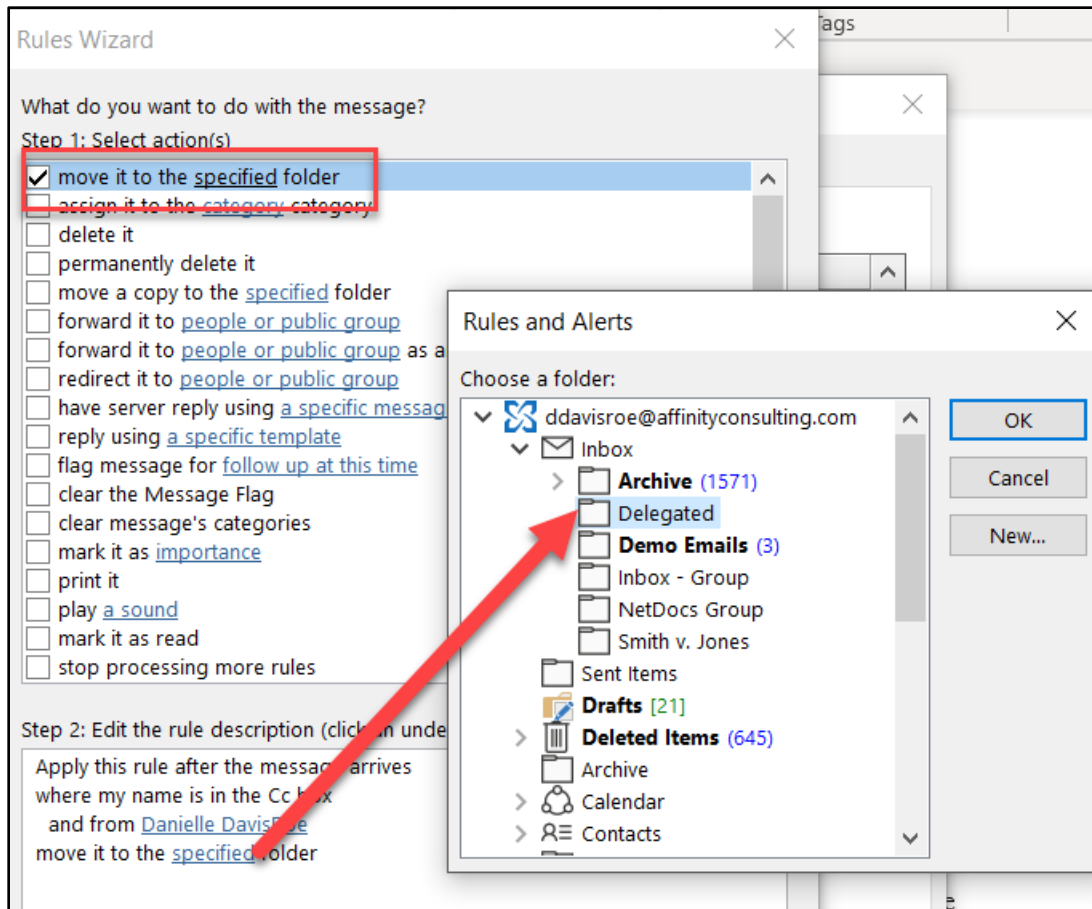 Tags
Rules Wizard
What do you want to do with the message?
Step 1: Select action(s)
move it to the specified folder
assign it to the category category
delete it
permanently delete it
move a copy to the specified folder
forward it to people or public group
forward it to people or public group as a
redirect it to people or public group
have server reply using a specific messag
reply using a specific template
flag message for follow up at this time
clear the Message Flag
clear message's categories
mark it as importance
print it
play a sound
mark it as read
stop processing more rules
Step 2: Edit the rule description (click an unde
Apply this rule after the message arrives
where my name is in the Cc box
and from Danielle DavisRoe
move it to the specified folder
Rules and Alerts
Choose a folder:
ddavisroe@affinityconsulting.com
Inbox
Archive (1571)
Delegated
Demo Emails (3)
Inbox - Group
NetDocs Group
Smith v. Jones
Sent Items
Drafts [21]
Deleted Items (645)
Archive
Calendar
Contacts
OK
Cancel
New...
e